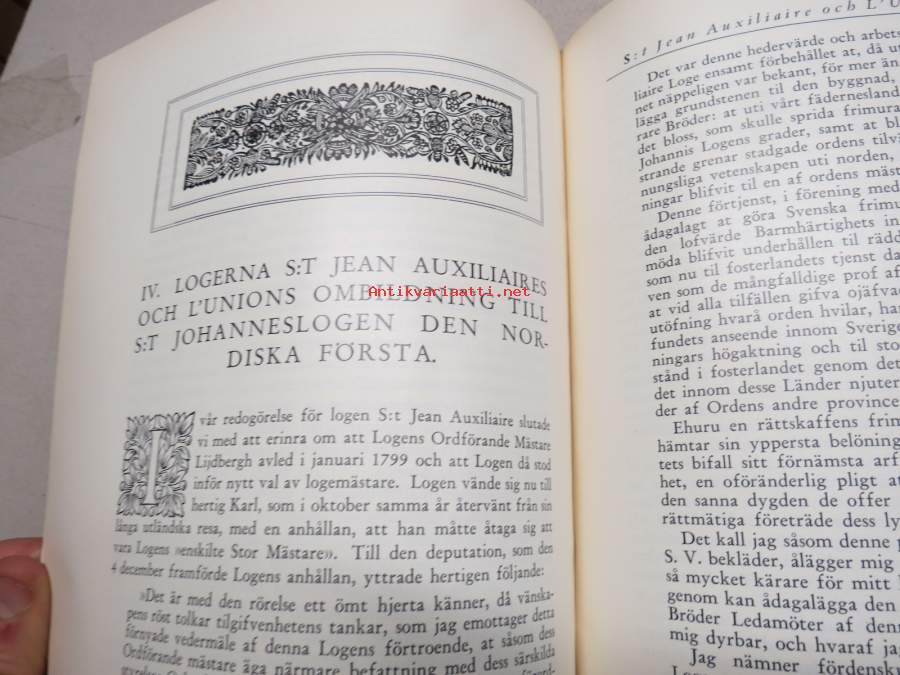 IV. LOGERNA S:T JEAN AUXILIAIRES
OCH L'UNIONS OMBILDNING TILL
S:T JOHANNESLOGEN DEN NOR-
DISKA FÖRSTA.
Antikvariaatti.net
I vår redogörelse för logen S:t Jean Auxiliaire slutade
vi med att erinra om att Logens Ordförande Mästare
Lijdbergh avled i januari 1799 och att Logen då stod
inför nytt val av logemästare. Logen vände sig nu till
hertig Karl, som i oktober samma år återvänt från sin
långa utländska resa, med en anhållan, att han måtte åtaga sig att
vara Logens »enskilte Stor Mästare». Till den deputation, som den
4 december framförde Logens anhållan, yttrade hertigen följande:
»Det är med den rörelse ett ömt hjerta känner, då vänska-
pens röst tolkar tilgifvenhetens tankar, som jag emottager detta
förnyade vedermäle af denna Logens förtroende, at såsom dess
Ordförande mästare äga närmare befattning med dess särskilda
S:t Jean Auxiliaire och L'U
Det var denne hedervärde och arbets
liaire Loge ensamt förbehållet at, då ut
net näppeligen var bekant, för mer än
lägga grundstenen til den byggnad,
rare Bröder: at uti vårt fädernesland
det bloss, som skulle sprida frimura
Johannis Logens grader, samt at bl
strande grenar stadgade ordens tilvä
nungsliga vetenskapen uti norden,
ningar blifvit til en af ordens mäst
Denne förtjenst, i förening med
ådagalagt at göra Svenska frimu
den lofvärde Barmhärtighets in
möda blifvit underhållen til rädd
som nu til fosterlandets tjenst da
ven som de mångfaldige prof af
at vid alla tilfällen gifva ojäfva
utöfning hvarå orden hvilar, har
fundets anseende innom Sverige
ningars högaktning och til sto
stånd i fosterlandet genom det
det innom desse Länder njuter
der af Ordens andre province
Ehuru en rättskaffens frim
hämtar sin yppersta belöning
tets bifall sitt förnämsta arf
het, en oföränderlig pligt at
den sanna dygden de offer
rättmätiga företräde dess ly
Det kall jag såsom denne p
S. V. bekläder, ålägger mig
så mycket kärare för mitt
genom kan ådagalägga den
Bröder Ledamöter af denn
mig dyrbar, och hvaraf jag
Jag nämner fördensk